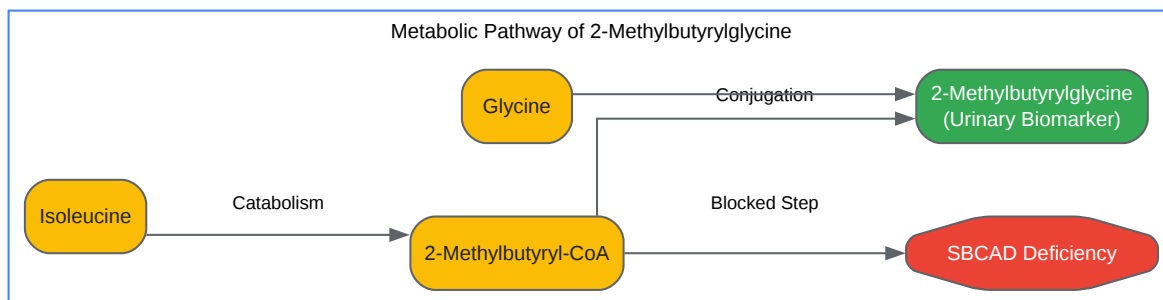 Metabolic Pathway of 2-Methylbutyrylglycine
Glycine
Conjugation
2-Methylbutyrylglycine
(Urinary Biomarker)
Isoleucine
Catabolism
2-Methylbutyryl-CoA
Blocked Step
SBCAD Deficiency